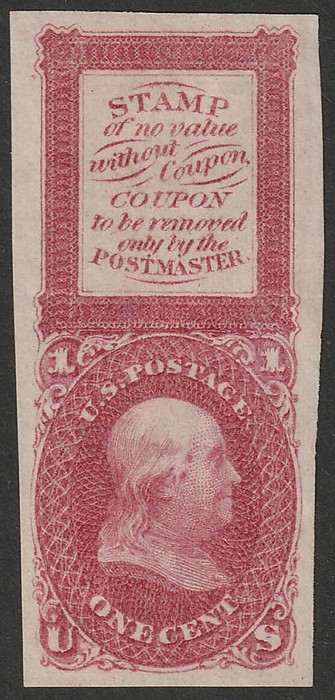 STAMP
of no value
without Coupon.
COUPON
to be removed
only by the
POSTMASTER.
1 1
U.S. POSTAGE.
ONE CENT
U S